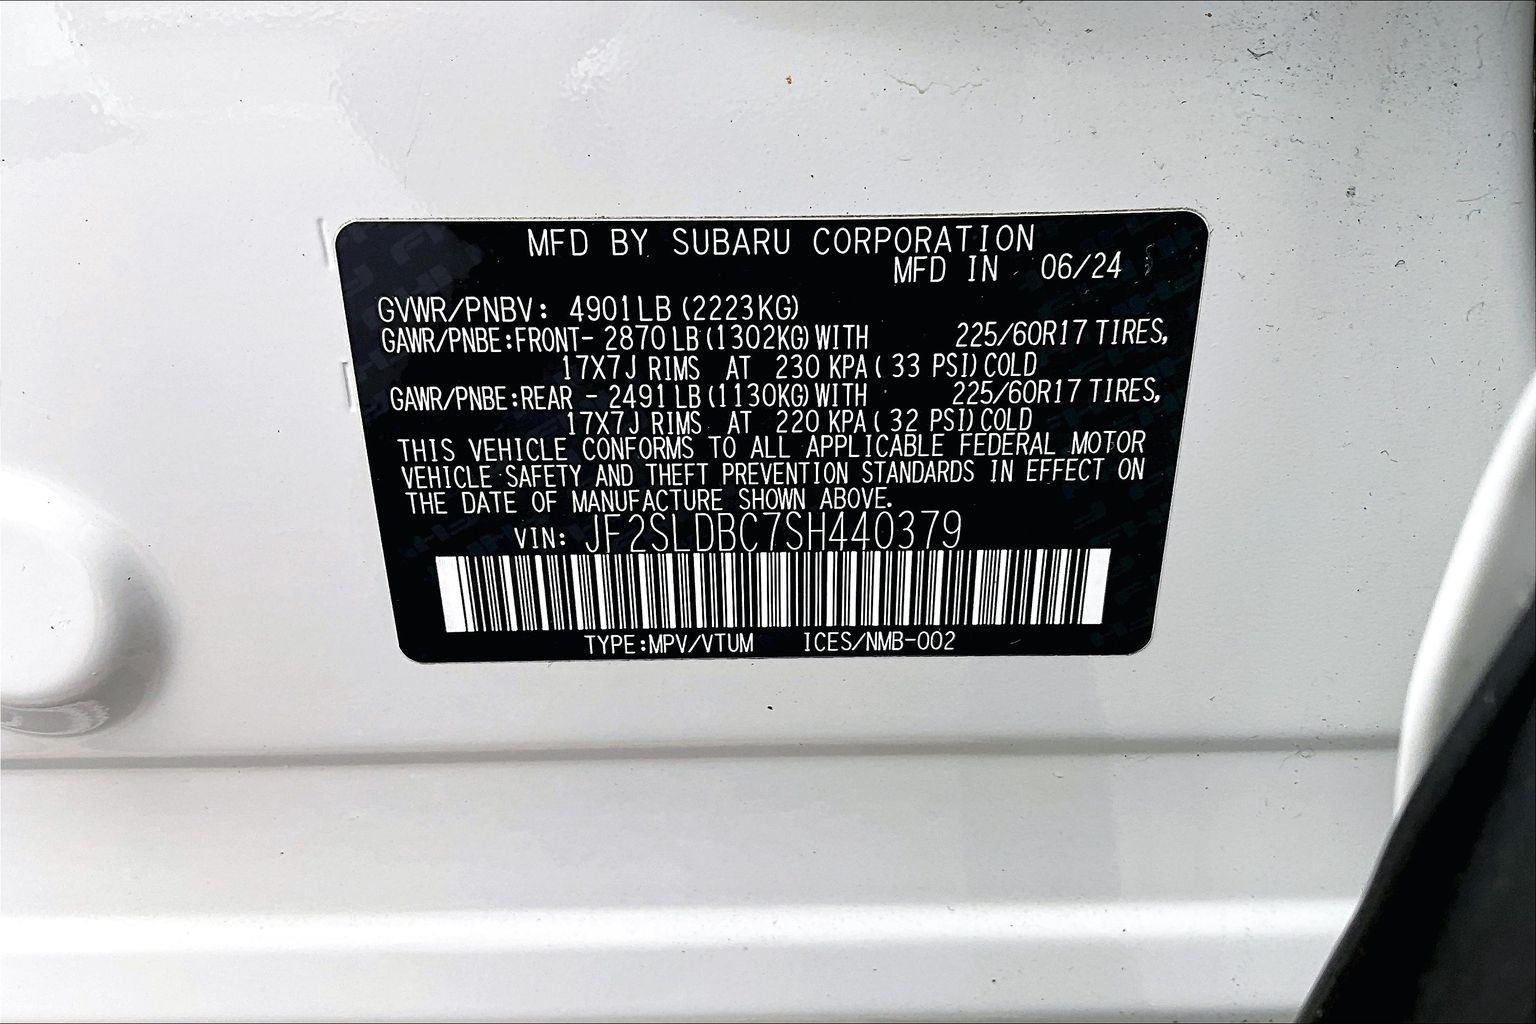 MFD BY SUBARU CORPORATION
MFD IN 06/24
GVWR/PNBV: 4901LB (2223KG)
GAWR/PNBE:FRONT- 2870 LB (1302KG) WITH 225/60R17 TIRES,
17X7J RIMS AT 230 KPA ( 33 PSI) COLD
GAWR/PNBE:REAR - 2491 LB (1130KG) WITH 225/60R17 TIRES,
17X7J RIMS AT 220 KPA ( 32 PSI) COLD
THIS VEHICLE CONFORMS TO ALL APPLICABLE FEDERAL MOTOR
VEHICLE SAFETY AND THEFT PREVENTION STANDARDS IN EFFECT ON
THE DATE OF MANUFACTURE SHOWN ABOVE.
VIN: JF2SLDBC7SH440379
TYPE:MPV/VTUM ICES/NMB-002